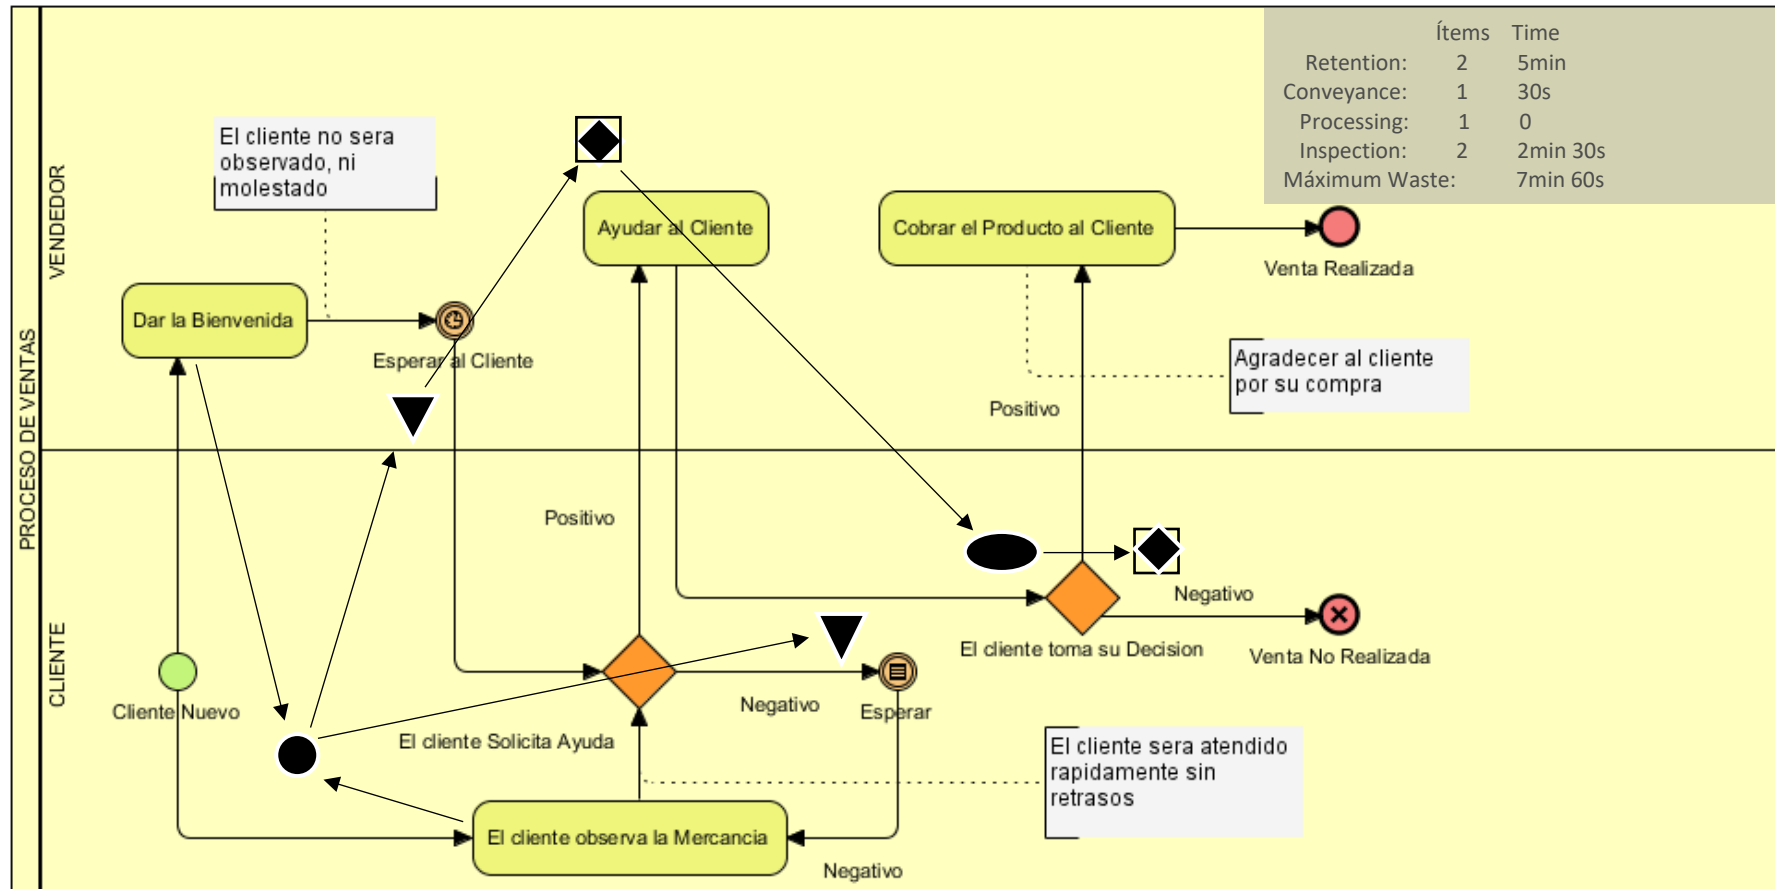 Ítems Time
Retention: 2 5min
Conveyance: 1 30s
Processing: 1 0
Inspection: 2 2min 30s
Máximum Waste: 7min 60s
PROCESO DE VENTAS
VENDEDOR
El cliente no sera
observado, ni
molestado
Ayudar al Cliente
Cobrar el Producto al Cliente
Venta Realizada
Dar la Bienvenida
Esperar al Cliente
Agradecer al cliente
por su compra
Positivo
CLIENTE
Positivo
Negativo
El cliente toma su Decision
Venta No Realizada
Cliente Nuevo
Negativo
Esperar
El cliente Solicita Ayuda
El cliente sera atendido
rapidamente sin
retrasos
El cliente observa la Mercancia
Negativo